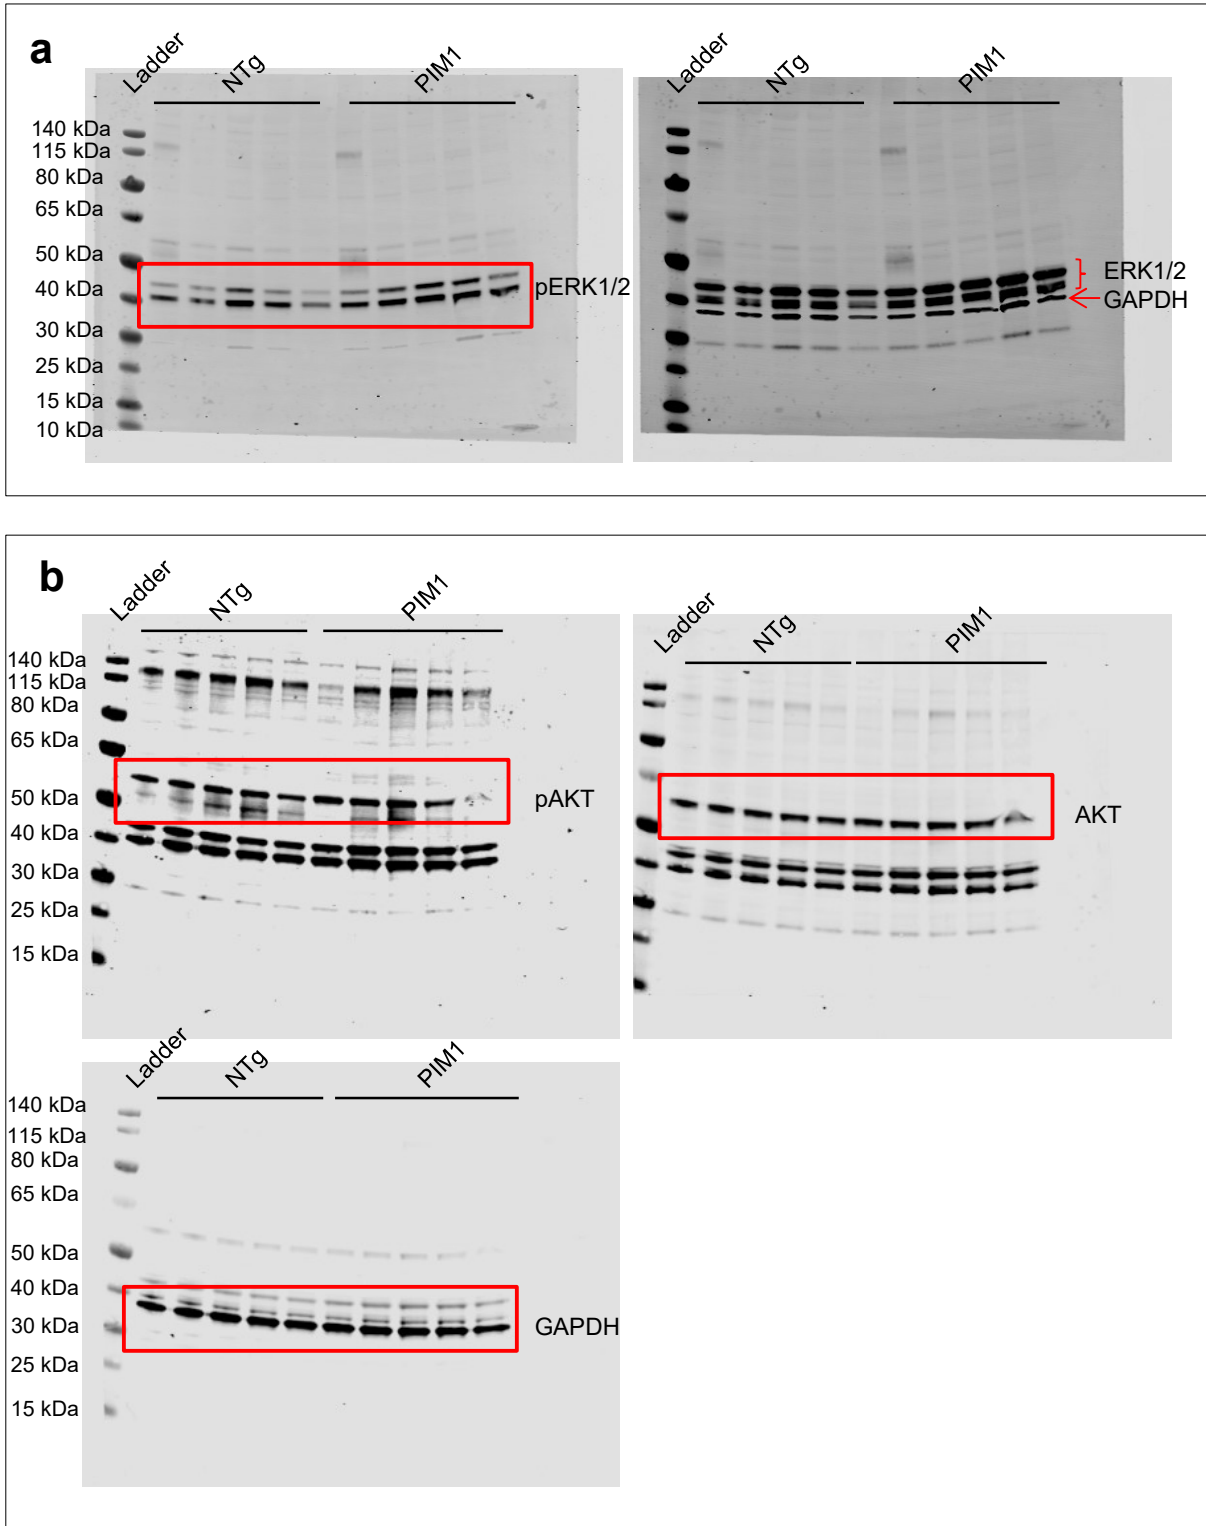 a
Ladder
NTg
PIM1
140 kDa
115 kDa
80 kDa
65 kDa
50 kDa
40 kDa
30 kDa
25 kDa
15 kDa
10 kDa
pERK1/2
Ladder
NTg
PIM1
ERK1/2
GAPDH
b
Ladder
NTg
PIM1
140 kDa
115 kDa
80 kDa
65 kDa
50 kDa
40 kDa
30 kDa
25 kDa
15 kDa
pAKT
Ladder
NTg
PIM1
AKT
Ladder
NTg
PIM1
140 kDa
115 kDa
80 kDa
65 kDa
50 kDa
40 kDa
30 kDa
25 kDa
15 kDa
GAPDH